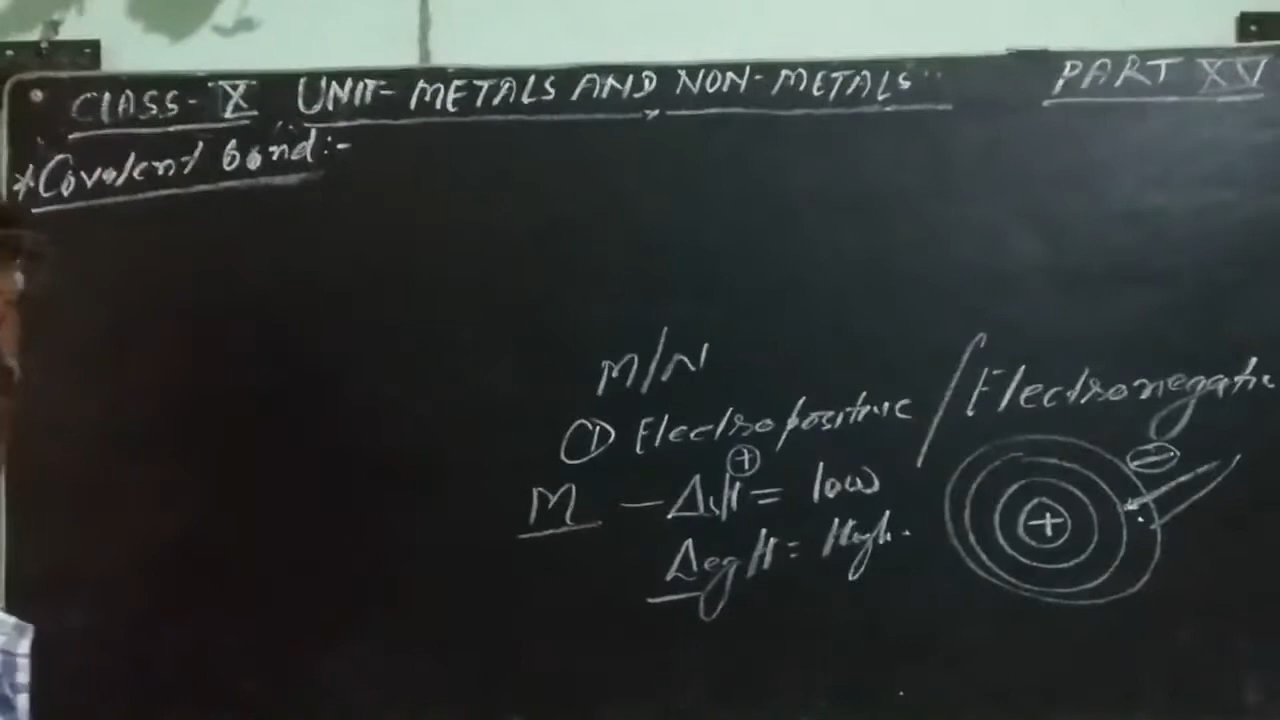 CLASS-X UNIT- METALS AND NON-METALS PART XV
*Covalent bond:-
M/N
① Electropositive / Electronegative
M - ΔiH = low
ΔegH = High.
+
⊕
⊖